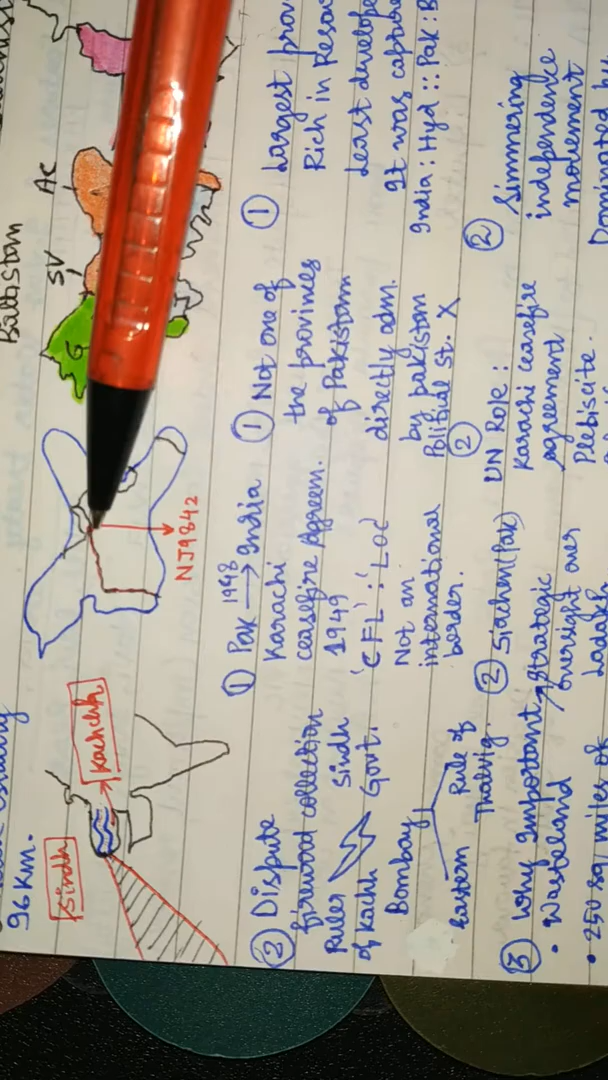 96 Km.
Sindh
Kachchh
② Dispute
firewood collection
Ruler Sindh
of Kachh Govt.
Bombay
Eastern Rule of
Thalvig.
③ Why Important
• Wasteland
• 250 sq/miles of
NJ9842
① Pak 1948 → India
Karachi
ceasefire Agreem.
1949
'CFL' : 'LOC'
Not an
international
border.
② Siachen (Pak)
strategic
oversight over
Ladakh
Baltistan
G SV AC
① Not one of
the provinces
of Pakistan
directly adm.
by pakistan
Political st. X
②
UN Role :
Karachi ceasefire
agreement
Plebiscite.
① Largest prov
Rich in Resou
Least develope
It was capture
India : Hyd :: Pak : B
② Simmering
independence
movement
Dominated by